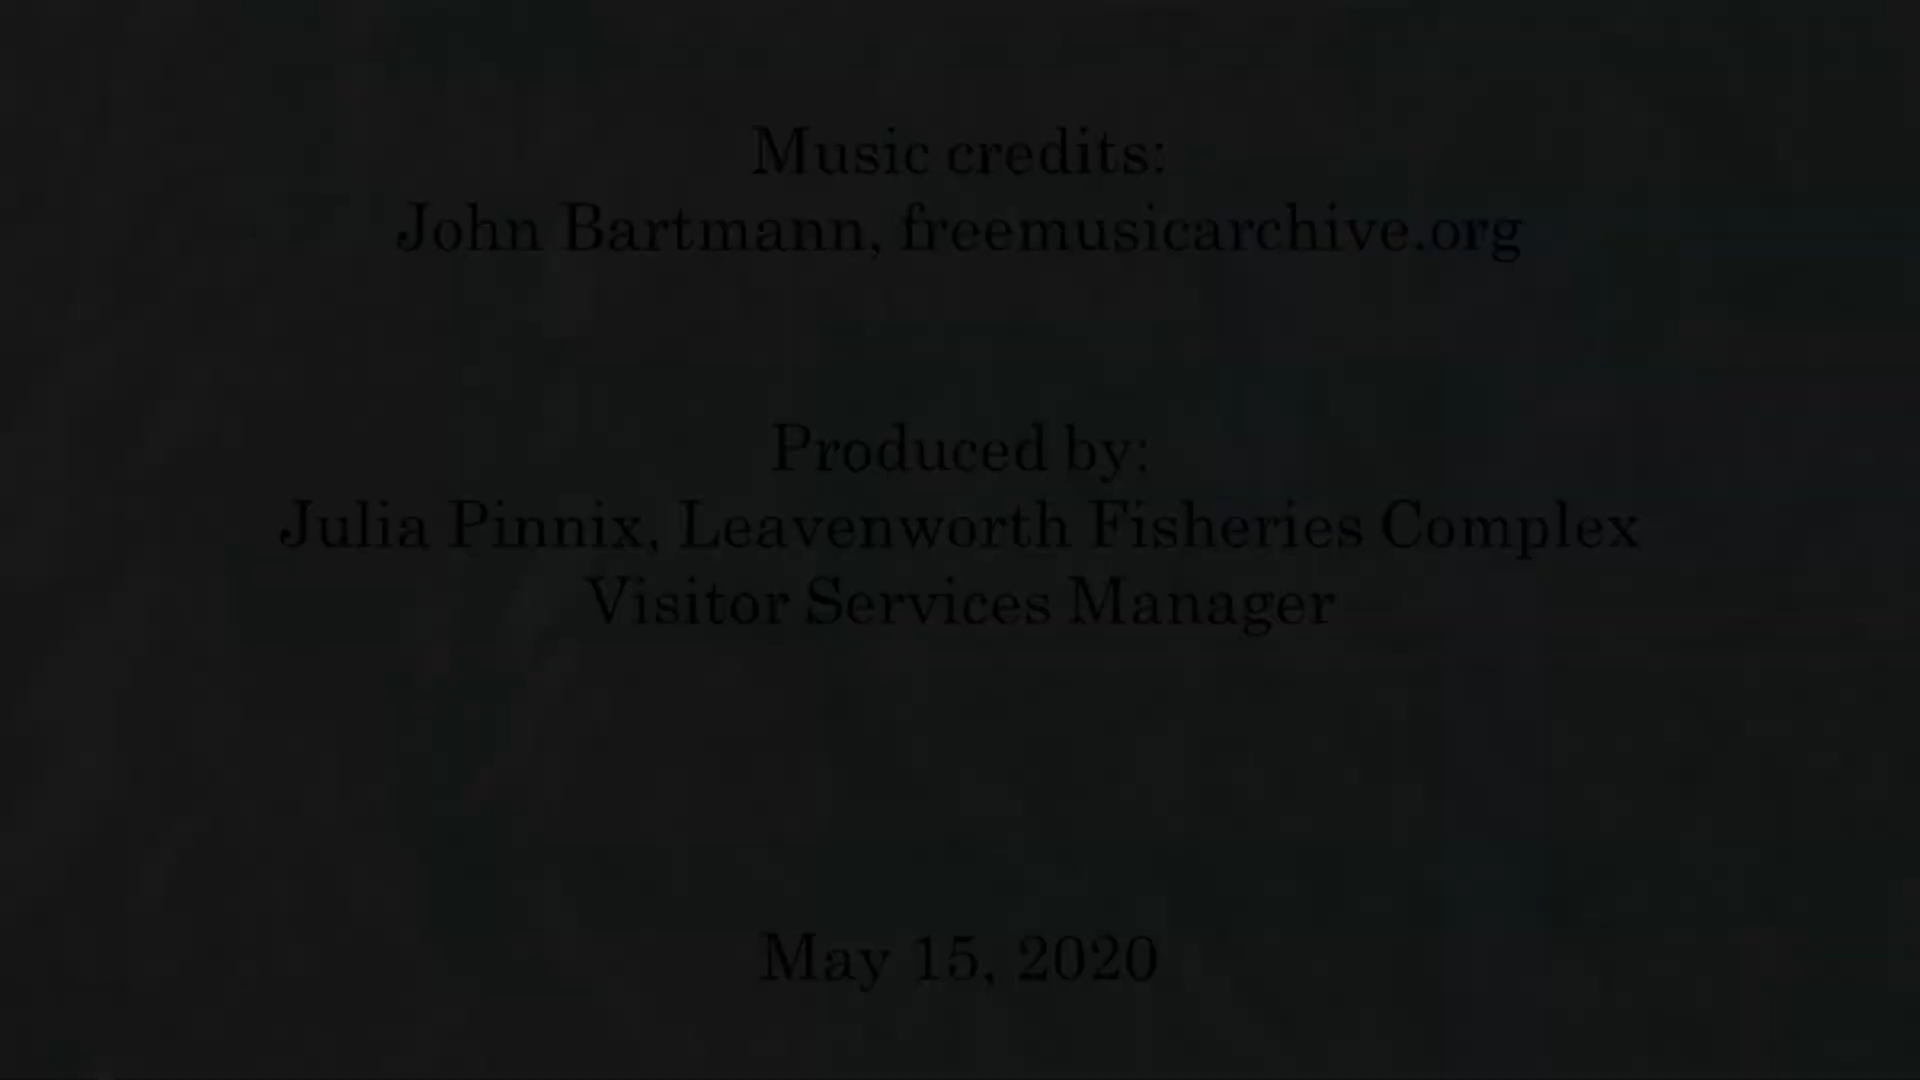 Music credits:
John Bartmann, freemusicarchive.org
Produced by:
Julia Pinnix, Leavenworth Fisheries Complex
Visitor Services Manager
May 15, 2020